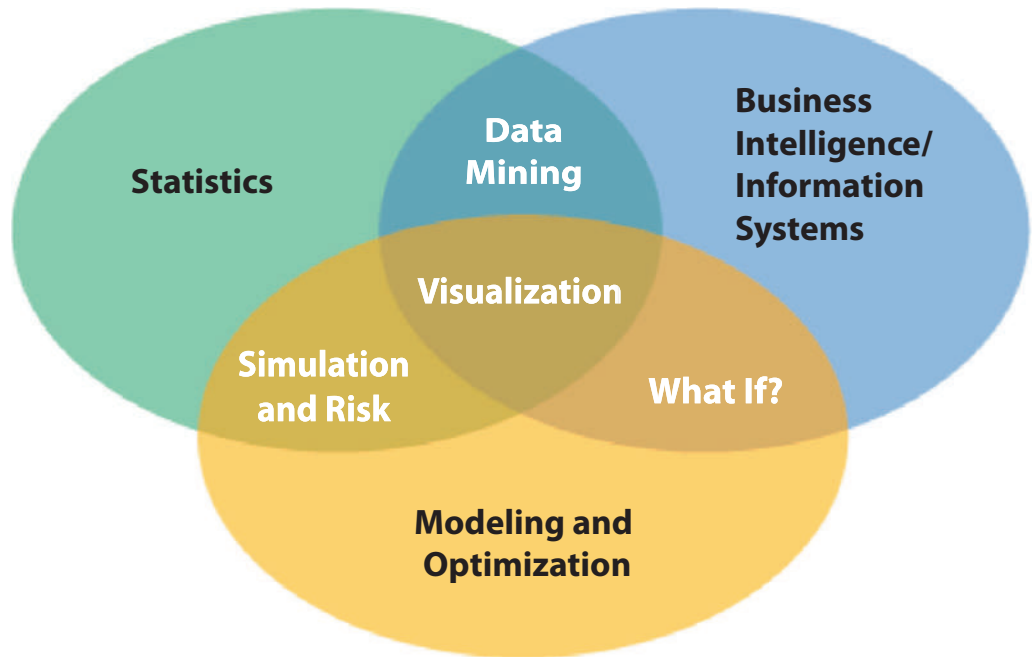 Statistics
Data
Mining
Business
Intelligence/
Information
Systems
Visualization
Simulation
and Risk
What If?
Modeling and
Optimization